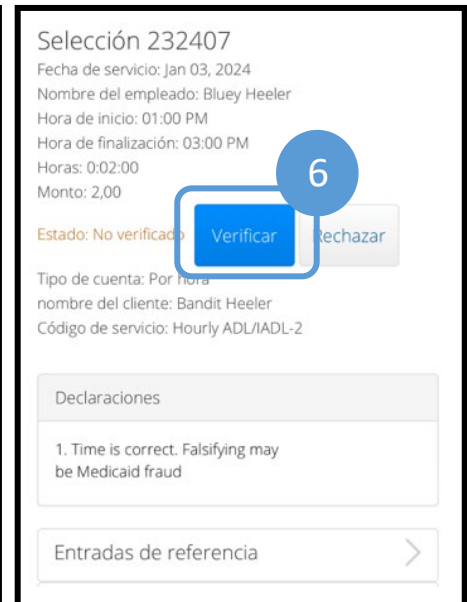 Selección 232407
Fecha de servicio: Jan 03, 2024
Nombre del empleado: Bluey Heeler
Hora de inicio: 01:00 PM
Hora de finalización: 03:00 PM
Horas: 0:02:00
Monto: 2,00
6
Estado: No verificado Verificar Rechazar
Tipo de cuenta: Por hora
nombre del cliente: Bandit Heeler
Código de servicio: Hourly ADL/IADL-2
Declaraciones
1. Time is correct. Falsifying may
be Medicaid fraud
Entradas de referencia